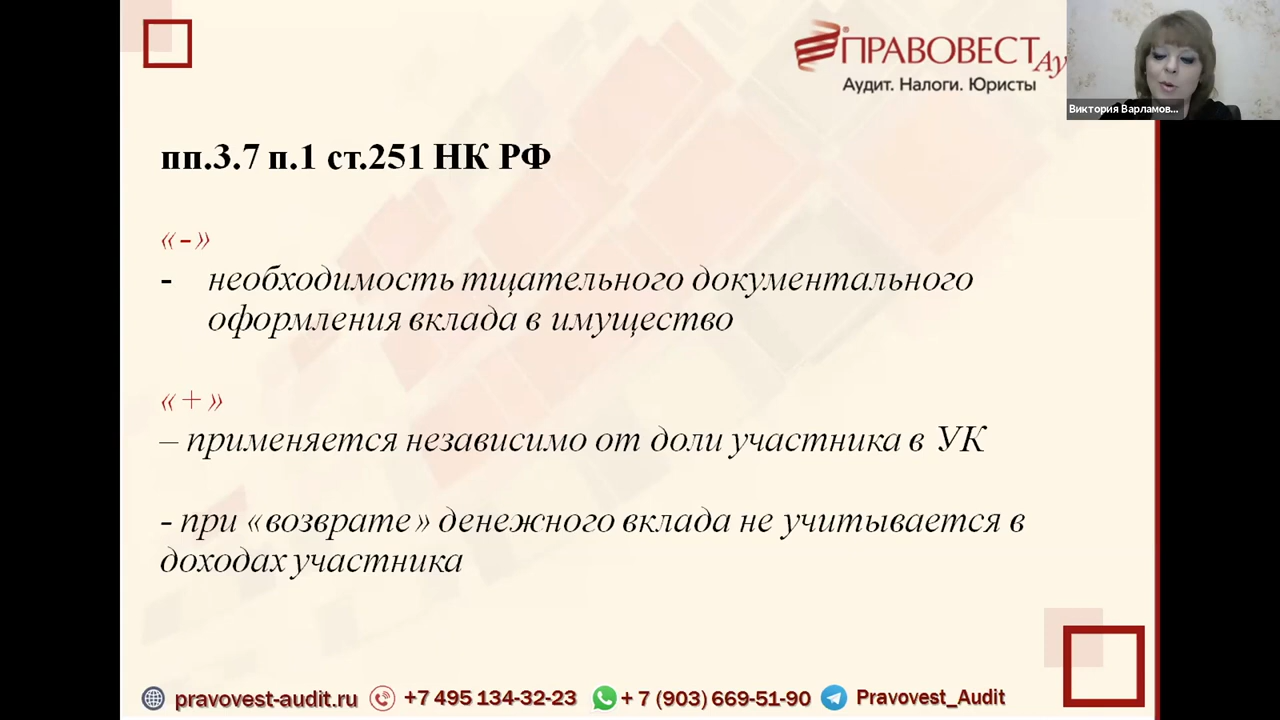 ПРАВОВЕСТ Ау
Аудит. Налоги. Юристы
Виктория Варламов...
пп.3.7 п.1 ст.251 НК РФ
«-»
- необходимость тщательного документального
оформления вклада в имущество
«+»
– применяется независимо от доли участника в УК
- при «возврате» денежного вклада не учитывается в
доходах участника
pravovest-audit.ru +7 495 134-32-23 + 7 (903) 669-51-90 Pravovest_Audit